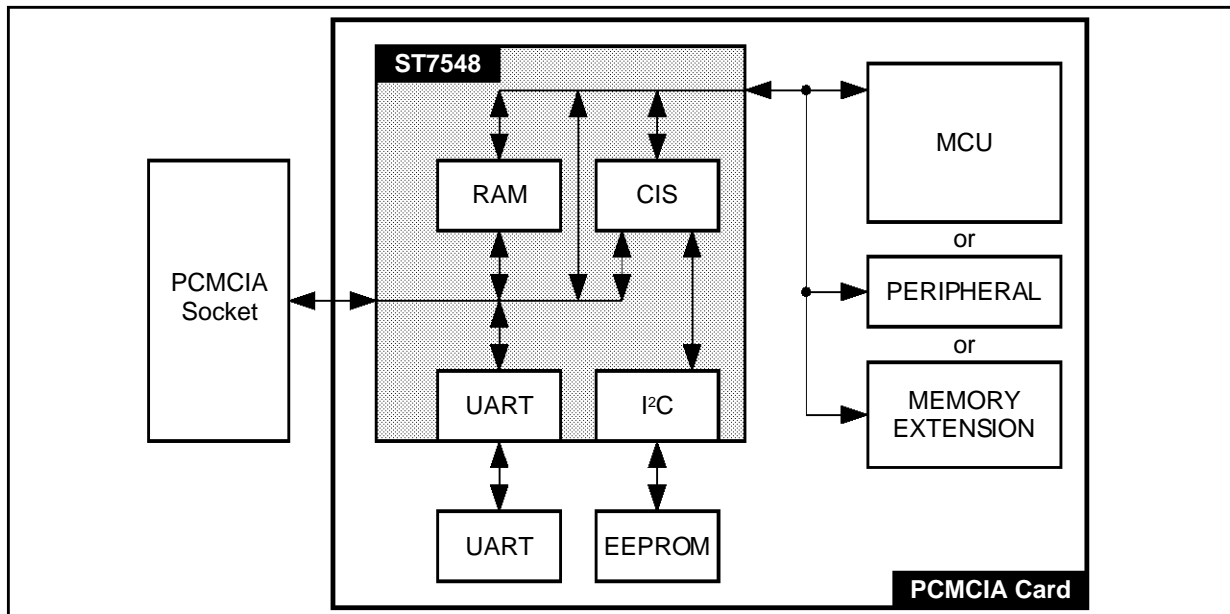 ST7548
MCU
RAM
CIS
or
PCMCIA
Socket
PERIPHERAL
or
UART
I²C
MEMORY
EXTENSION
UART
EEPROM
PCMCIA Card